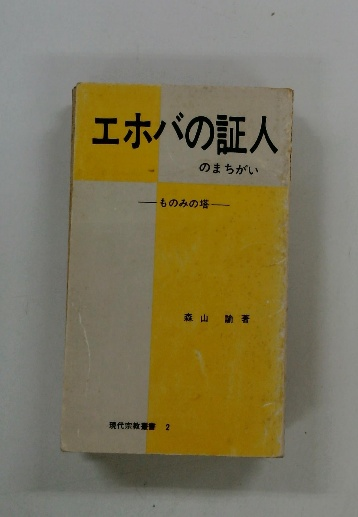 エホバの証人
のまちがい
―ものみの塔―
森山 諭 著
現代宗教叢書 2